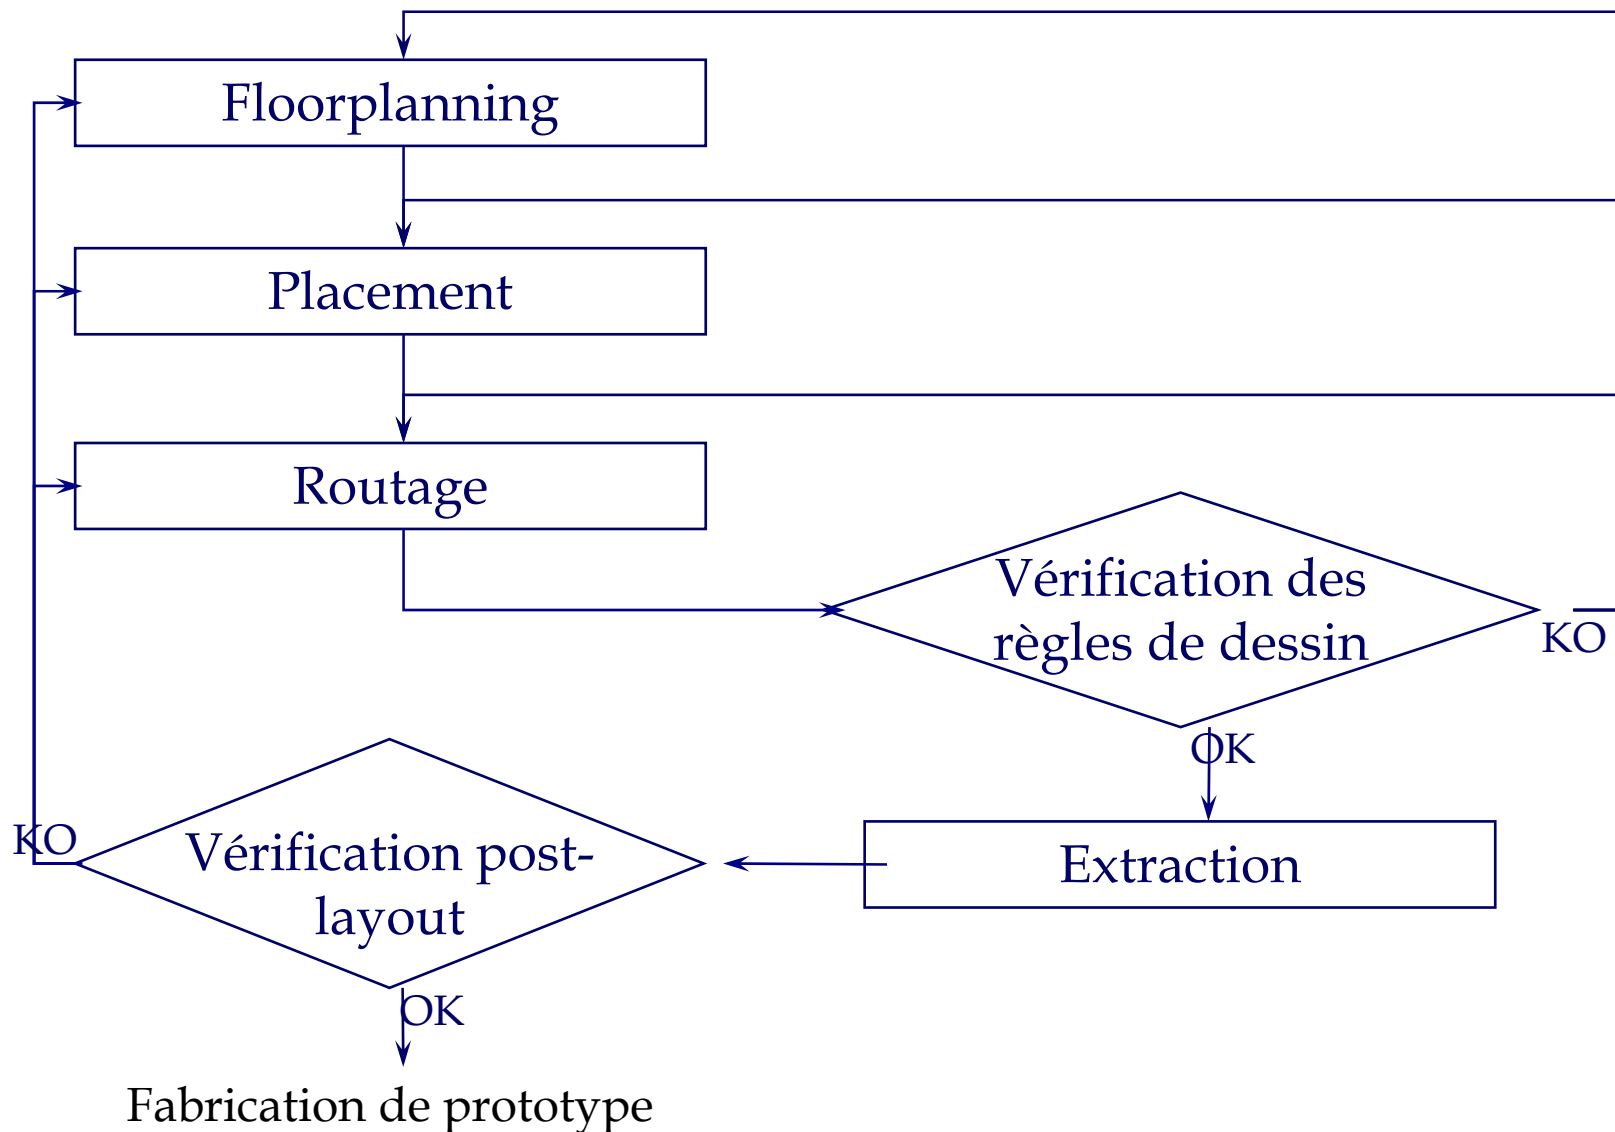 Floorplanning
Placement
Routage
Vérification des
règles de dessin
KO
OK
Extraction
KO
Vérification post-
layout
OK
Fabrication de prototype